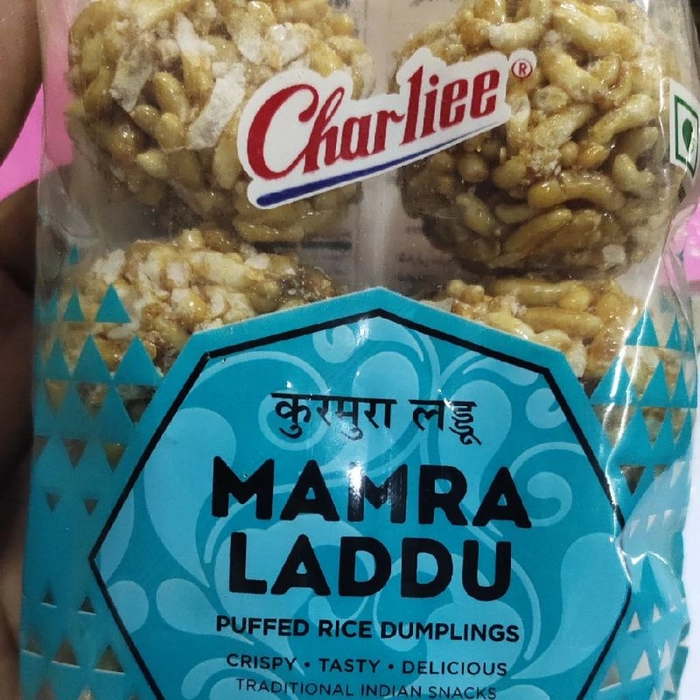 Charliee®
कुरमुरा लड्डू
MAMRA
LADDU
PUFFED RICE DUMPLINGS
CRISPY • TASTY • DELICIOUS
TRADITIONAL INDIAN SNACKS